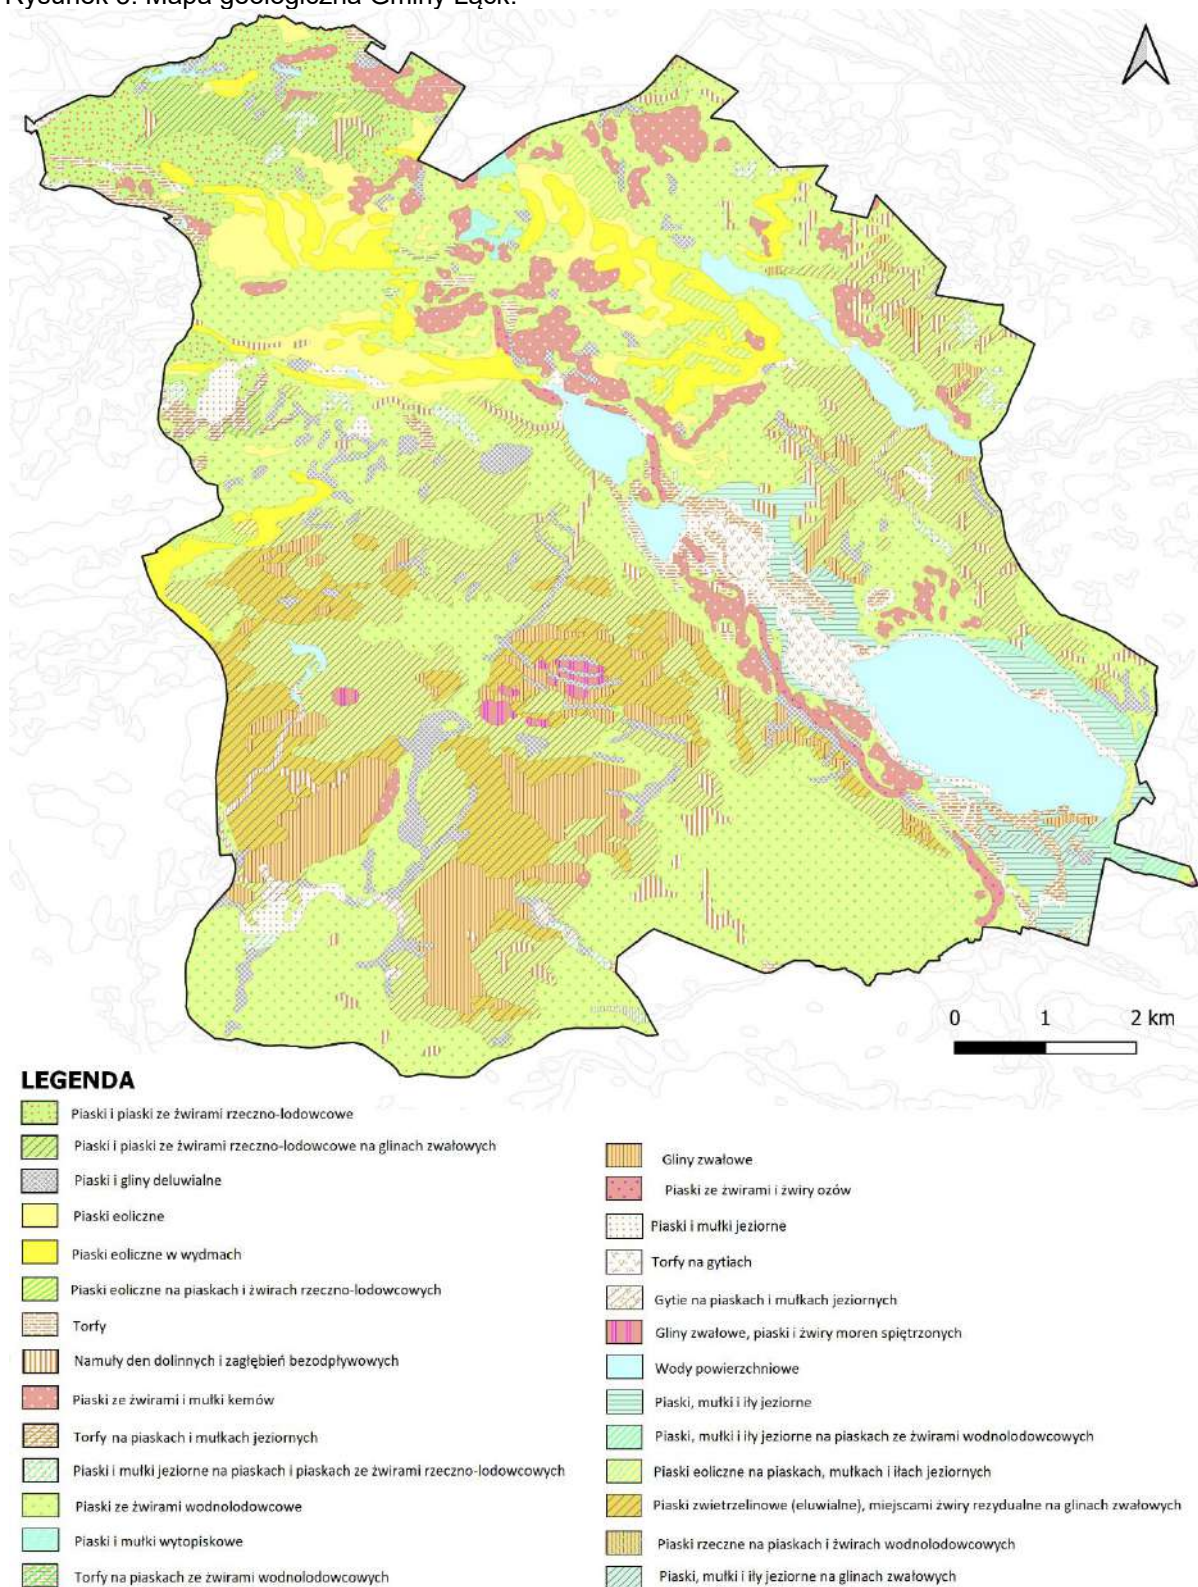 Rysunek 3. Mapa geologiczna Gminy Łąck.
0 1 2 km
LEGENDA
Piaski i piaski ze żwirami rzeczno-lodowcowe
Piaski i piaski ze żwirami rzeczno-lodowcowe na glinach zwałowych
Piaski i gliny deluwialne
Piaski eoliczne
Piaski eoliczne w wydmach
Piaski eoliczne na piaskach i żwirach rzeczno-lodowcowych
Torfy
Namuły den dolinnych i zagłębień bezodpływowych
Piaski ze żwirami i mułki kemów
Torfy na piaskach i mułkach jeziornych
Piaski i mułki jeziorne na piaskach i piaskach ze żwirami rzeczno-lodowcowych
Piaski ze żwirami wodnolodowcowe
Piaski i mułki wytopiskowe
Torfy na piaskach ze żwirami wodnolodowcowych
Gliny zwałowe
Piaski ze żwirami i żwiry ozów
Piaski i mułki jeziorne
Torfy na gytiach
Gytie na piaskach i mułkach jeziornych
Gliny zwałowe, piaski i żwiry moren spiętrzonych
Wody powierzchniowe
Piaski, mułki i iły jeziorne
Piaski, mułki i iły jeziorne na piaskach ze żwirami wodnolodowcowych
Piaski eoliczne na piaskach, mułkach i iłach jeziornych
Piaski zwietrzelinowe (eluwialne), miejscami żwiry rezydualne na glinach zwałowych
Piaski rzeczne na piaskach i żwirach wodnolodowcowych
Piaski, mułki i iły jeziorne na glinach zwałowych